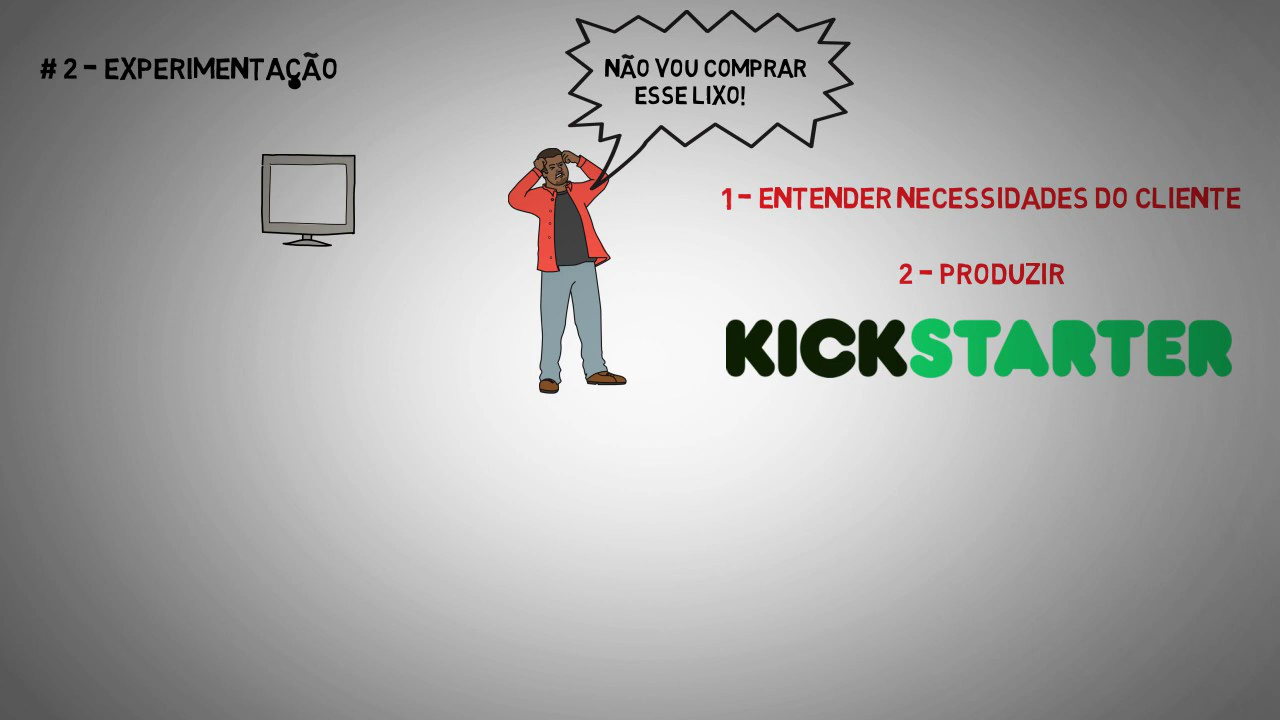 # 2 - EXPERIMENTAÇÃO
NÃO VOU COMPRAR
ESSE LIXO!
1 - ENTENDER NECESSIDADES DO CLIENTE
2 - PRODUZIR
KICKSTARTER